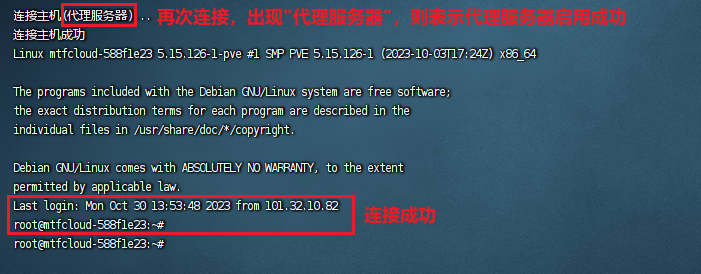 连接主机(代理服务器)... 再次连接，出现"代理服务器"，则表示代理服务器启用成功
连接主机成功
Linux mtfcloud-588f1e23 5.15.126-1-pve #1 SMP PVE 5.15.126-1 (2023-10-03T17:24Z) x86_64
The programs included with the Debian GNU/Linux system are free software;
the exact distribution terms for each program are described in the
individual files in /usr/share/doc/*/copyright.
Debian GNU/Linux comes with ABSOLUTELY NO WARRANTY, to the extent
permitted by applicable law.
Last login: Mon Oct 30 13:53:48 2023 from 101.32.10.82
连接成功
root@mtfcloud-588f1e23:~#
root@mtfcloud-588f1e23:~#